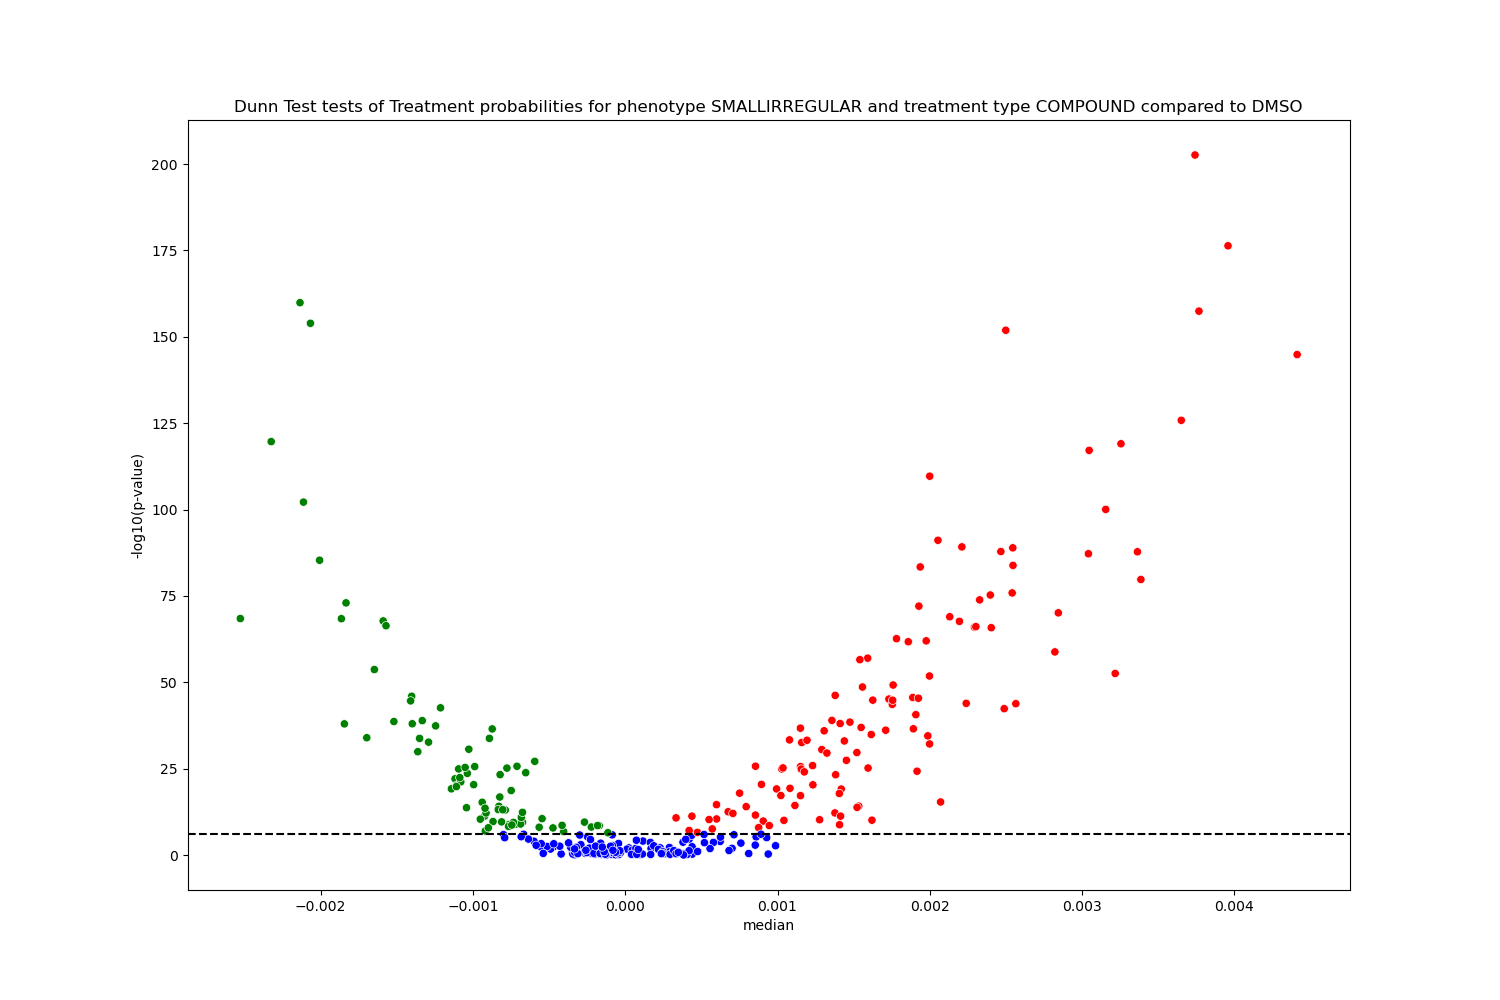 Dunn Test tests of Treatment probabilities for phenotype SMALLIRREGULAR and treatment type COMPOUND compared to DMSO
200
175
150
125
100
75
50
25
0
-log10(p-value)
−0.002 −0.001 0.000 0.001 0.002 0.003 0.004
median